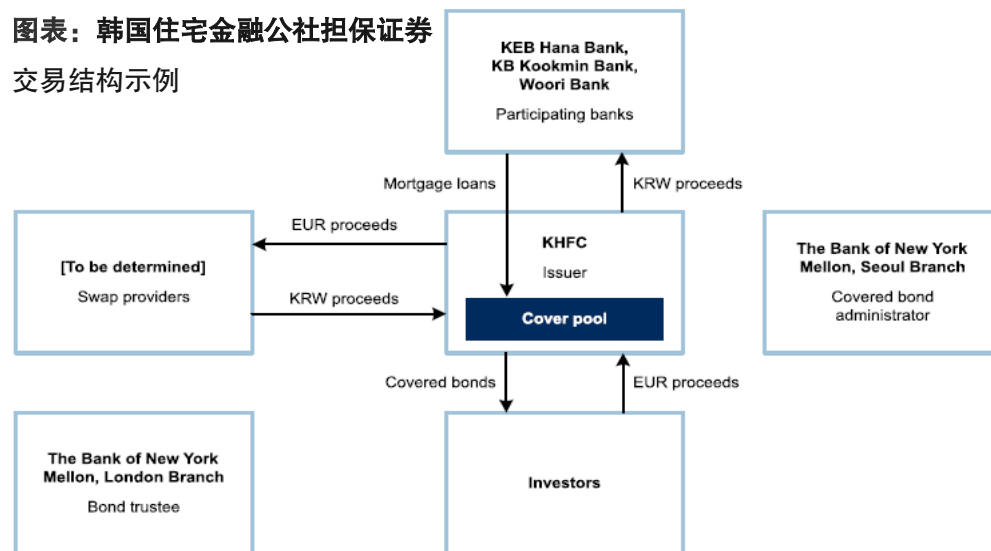 图表：韩国住宅金融公社担保证券
交易结构示例
KEB Hana Bank,
KB Kookmin Bank,
Woori Bank
Participating banks
Mortgage loans
KRW proceeds
EUR proceeds
[To be determined]
Swap providers
KRW proceeds
KHFC
Issuer
Cover pool
The Bank of New York
Mellon, Seoul Branch
Covered bond
administrator
Covered bonds
EUR proceeds
The Bank of New York
Mellon, London Branch
Bond trustee
Investors